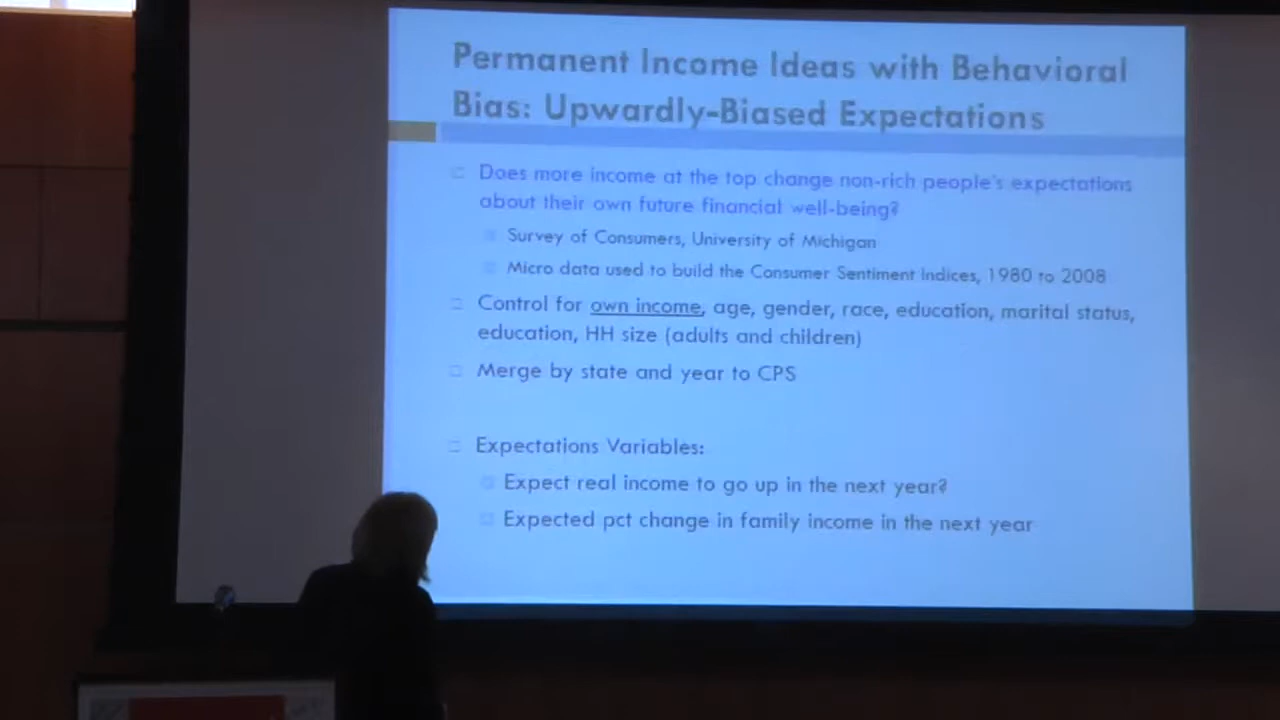 Permanent Income Ideas with Behavioral
Bias: Upwardly-Biased Expectations
Does more income at the top change non-rich people's expectations
about their own future financial well-being?
Survey of Consumers, University of Michigan
Micro data used to build the Consumer Sentiment Indices, 1980 to 2008
Control for own income, age, gender, race, education, marital status,
education, HH size (adults and children)
Merge by state and year to CPS
Expectations Variables:
Expect real income to go up in the next year?
Expected pct change in family income in the next year